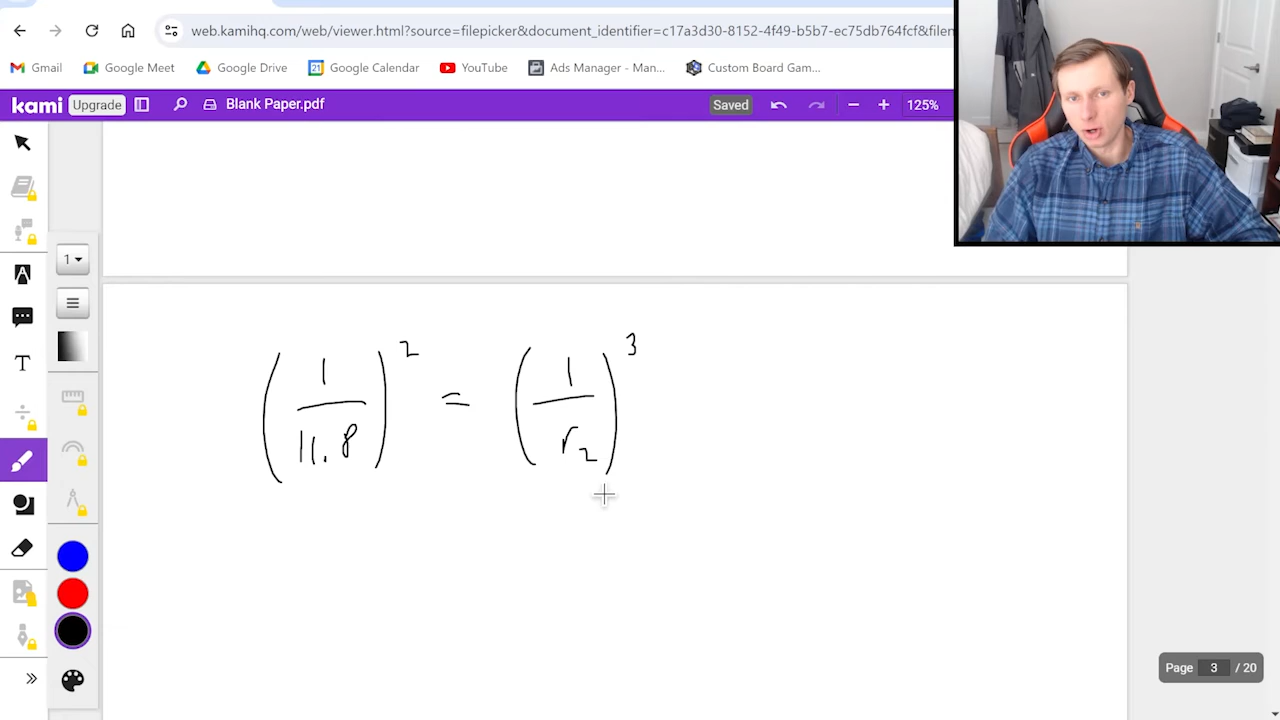 web.kamihq.com/web/viewer.html?source=filepicker&document_identifier=c17a3d30-8152-4f49-b5b7-ec75db764fcf&filen
Gmail Google Meet Google Drive 21 Google Calendar YouTube Ads Manager - Man... Custom Board Gam...
kami Upgrade Blank Paper.pdf Saved 125%
A
T
1
(1/11.8)² = (1/r₂)³
Page 3 / 20